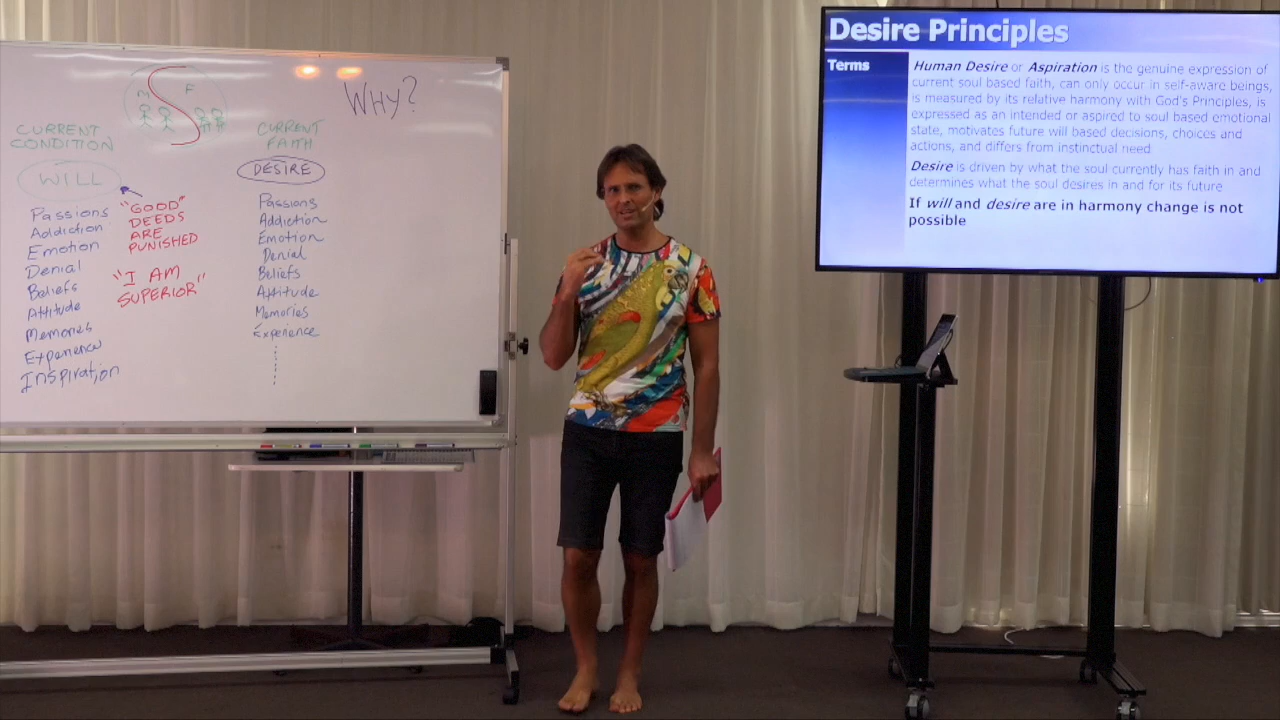 M
F
WHY?
CURRENT
CONDITION
WILL
Passions
Addiction
Emotion
Denial
Beliefs
Attitude
Memories
Experience
Inspiration
"GOOD"
DEEDS
ARE
PUNISHED
"I AM
SUPERIOR"
CURRENT
FAITH
DESIRE
Passions
Addiction
Emotion
Denial
Beliefs
Attitude
Memories
Experience
Desire Principles
Terms
Human Desire or Aspiration is the genuine expression of
current soul based faith, can only occur in self-aware beings,
is measured by its relative harmony with God's Principles, is
expressed as an intended or aspired to soul based emotional
state, motivates future will based decisions, choices and
actions, and differs from instinctual need
Desire is driven by what the soul currently has faith in and
determines what the soul desires in and for its future
If will and desire are in harmony change is not
possible